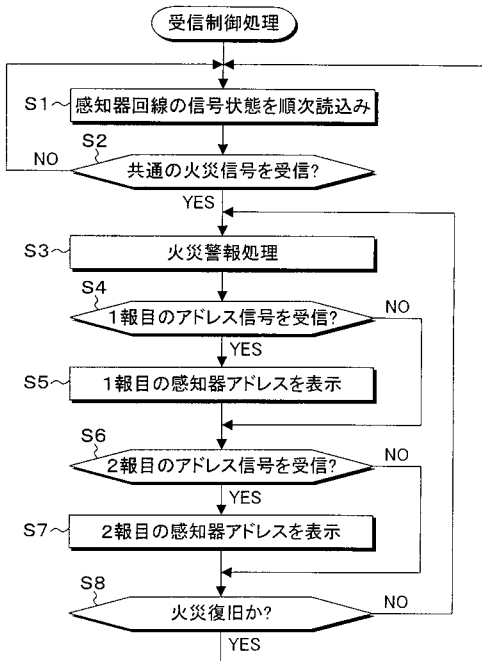 受信制御処理
S1
感知器回線の信号状態を順次読込み
S2
NO
共通の火災信号を受信?
YES
S3
火災警報処理
S4
1報目のアドレス信号を受信?
NO
YES
S5
1報目の感知器アドレスを表示
S6
2報目のアドレス信号を受信?
NO
YES
S7
2報目の感知器アドレスを表示
S8
火災復旧か?
NO
YES